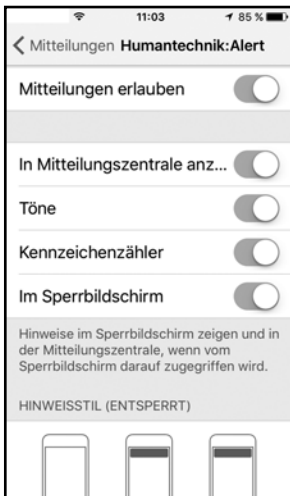 11:03 85 %
Mitteilungen Humantechnik:Alert
Mitteilungen erlauben
In Mitteilungszentrale anz...
Töne
Kennzeichenzähler
Im Sperrbildschirm
Hinweise im Sperrbildschirm zeigen und in
der Mitteilungszentrale, wenn vom
Sperrbildschirm darauf zugegriffen wird.
HINWEISSTIL (ENTSPERRT)